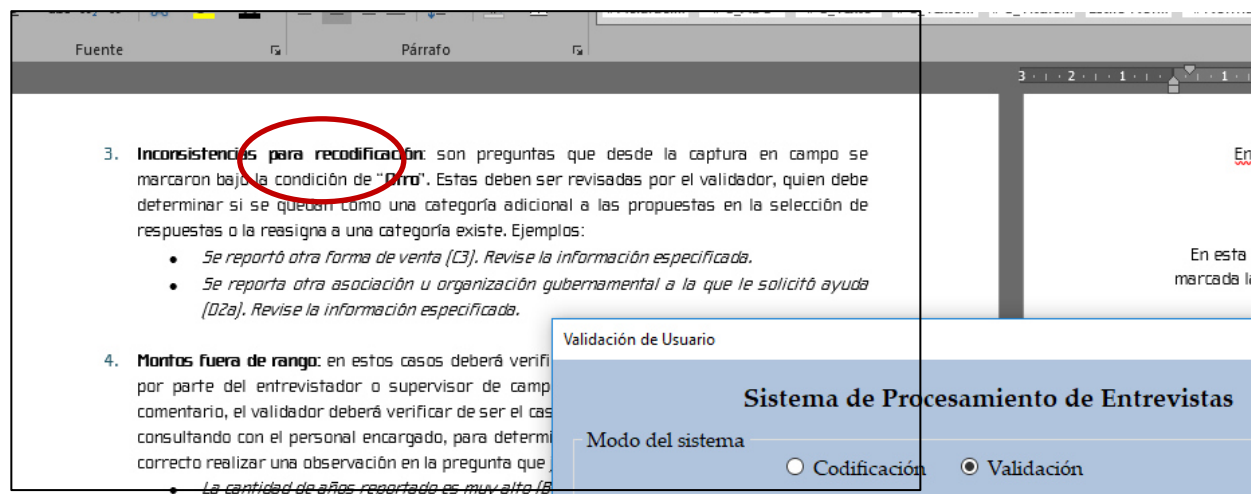 Fuente
Párrafo
3 · 2 · 1 · 1
3. Inconsistencias para recodificación: son preguntas que desde la captura en campo se
marcaron bajo la condición de "Otro". Estas deben ser revisadas por el validador, quien debe
determinar si se quedan como una categoría adicional a las propuestas en la selección de
respuestas o la reasigna a una categoría existe. Ejemplos:
• Se reportó otra forma de venta (C3). Revise la información especificada.
• Se reporta otra asociación u organización gubernamental a la que le solicitó ayuda
(D2a). Revise la información especificada.
4. Montos fuera de rango: en estos casos deberá verifi
por parte del entrevistador o supervisor de camp
comentario, el validador deberá verificar de ser el cas
consultando con el personal encargado, para determi
correcto realizar una observación en la pregunta que
• La cantidad de años reportado es muy alto (B
En
En esta
marcada l
Validación de Usuario
Sistema de Procesamiento de Entrevistas
Modo del sistema
Codificación
Validación